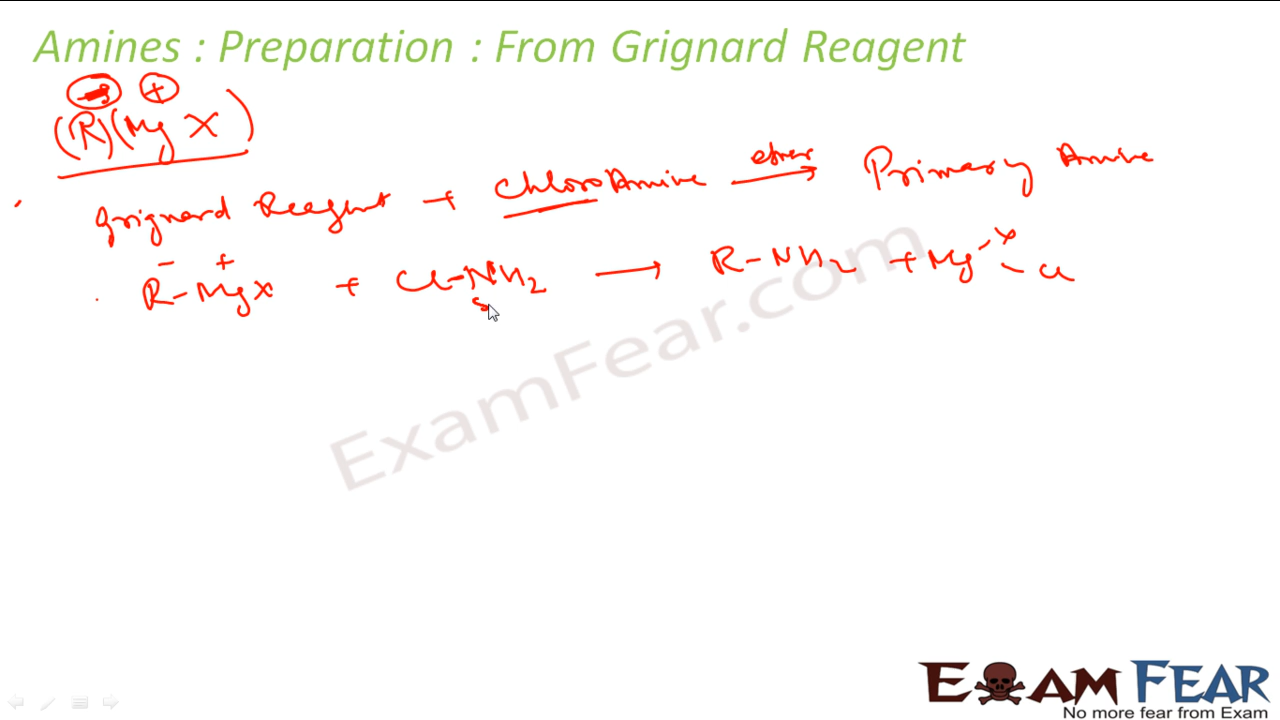 Amines : Preparation : From Grignard Reagent
(R)(Mg X)
Grignard Reagent + ChloroAmine ether → Primary Amine
- +
R-MgX + Cl-NH2 → R-NH2 + Mg-X -Cl
ExamFear.com
EXAM FEAR
No more fear from Exam